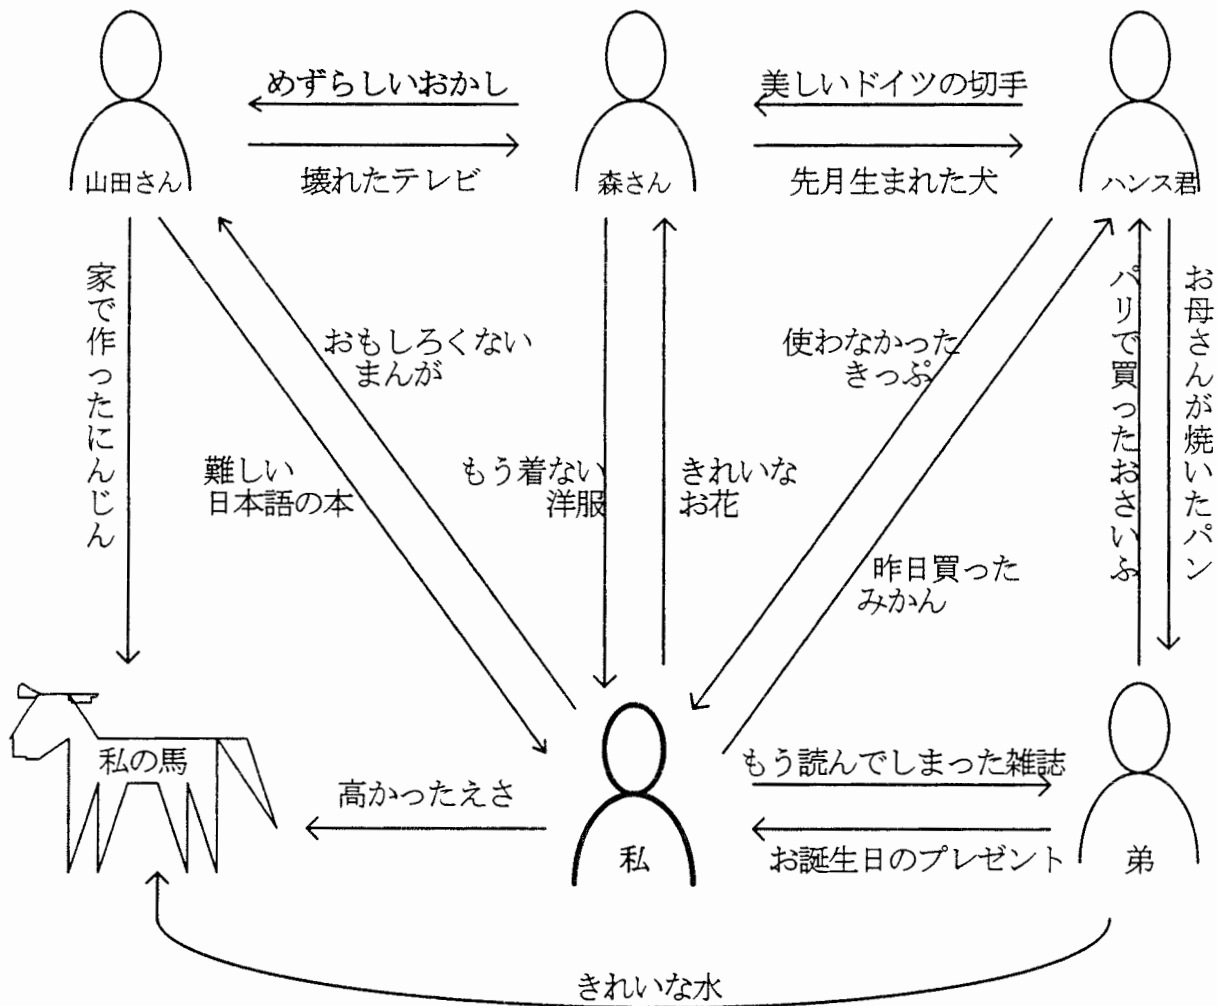 めずらしいおかし
美しいドイツの切手
山田さん
壊れたテレビ
森さん
先月生まれた犬
ハンス君
家で作ったにんじん
おもしろくない
まんが
使わなかった
きっぷ
パリで買ったおさいふ
お母さんが焼いたパン
難しい
日本語の本
もう着ない
洋服
きれいな
お花
昨日買った
みかん
私の馬
高かったえさ
私
もう読んでしまった雑誌
お誕生日のプレゼント
弟
きれいな水